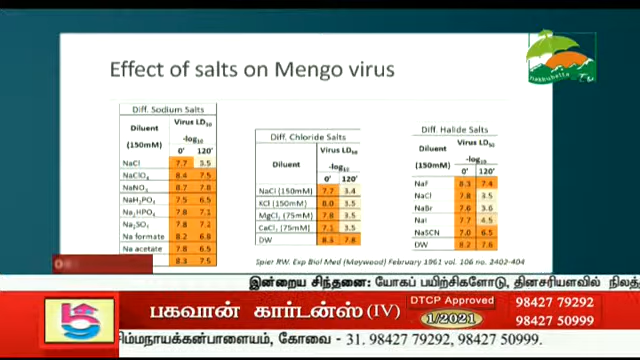 Effect of salts on Mengo virus
Diff. Sodium Salts
Diluent (150mM) Virus LD50 -log10
0' 120'
NaCl 7.7 3.5
NaClO4 8.4 7.5
NaNO3 8.7 7.8
NaH2PO4 7.5 6.5
Na2HPO4 7.8 7.1
Na2SO4 7.8 7.2
Na formate 8.2 6.8
Na acetate 7.8 6.5
8.3 7.5
Diff. Chloride Salts
Diluent Virus LD50 -log10
0' 120'
NaCl (150mM) 7.7 3.4
KCl (150mM) 8.0 3.5
MgCl2 (75mM) 7.8 3.5
CaCl2 (75mM) 7.1 3.5
DW 8.3 7.8
Diff. Halide Salts
Diluent (150mM) Virus LD50 -log10
0' 120'
NaF 8.3 7.4
NaCl 7.8 3.5
NaBr 7.6 3.6
NaI 7.7 4.5
NaSCN 7.0 6.5
DW 8.2 7.6
Spier RW. Exp Biol Med (Maywood) February 1961 vol. 106 no. 2402-404
இன்றைய சிந்தனை: யோகப் பயிற்சிகளோடு, தினசரியளவில்
பகவான் கார்டன்ஸ் (IV)
DTCP Approved
1/2021
98427 79292
98427 50999
சிம்மநாயக்கன்பாளையம், கோவை - 31. 98427 79292, 98427 50999.